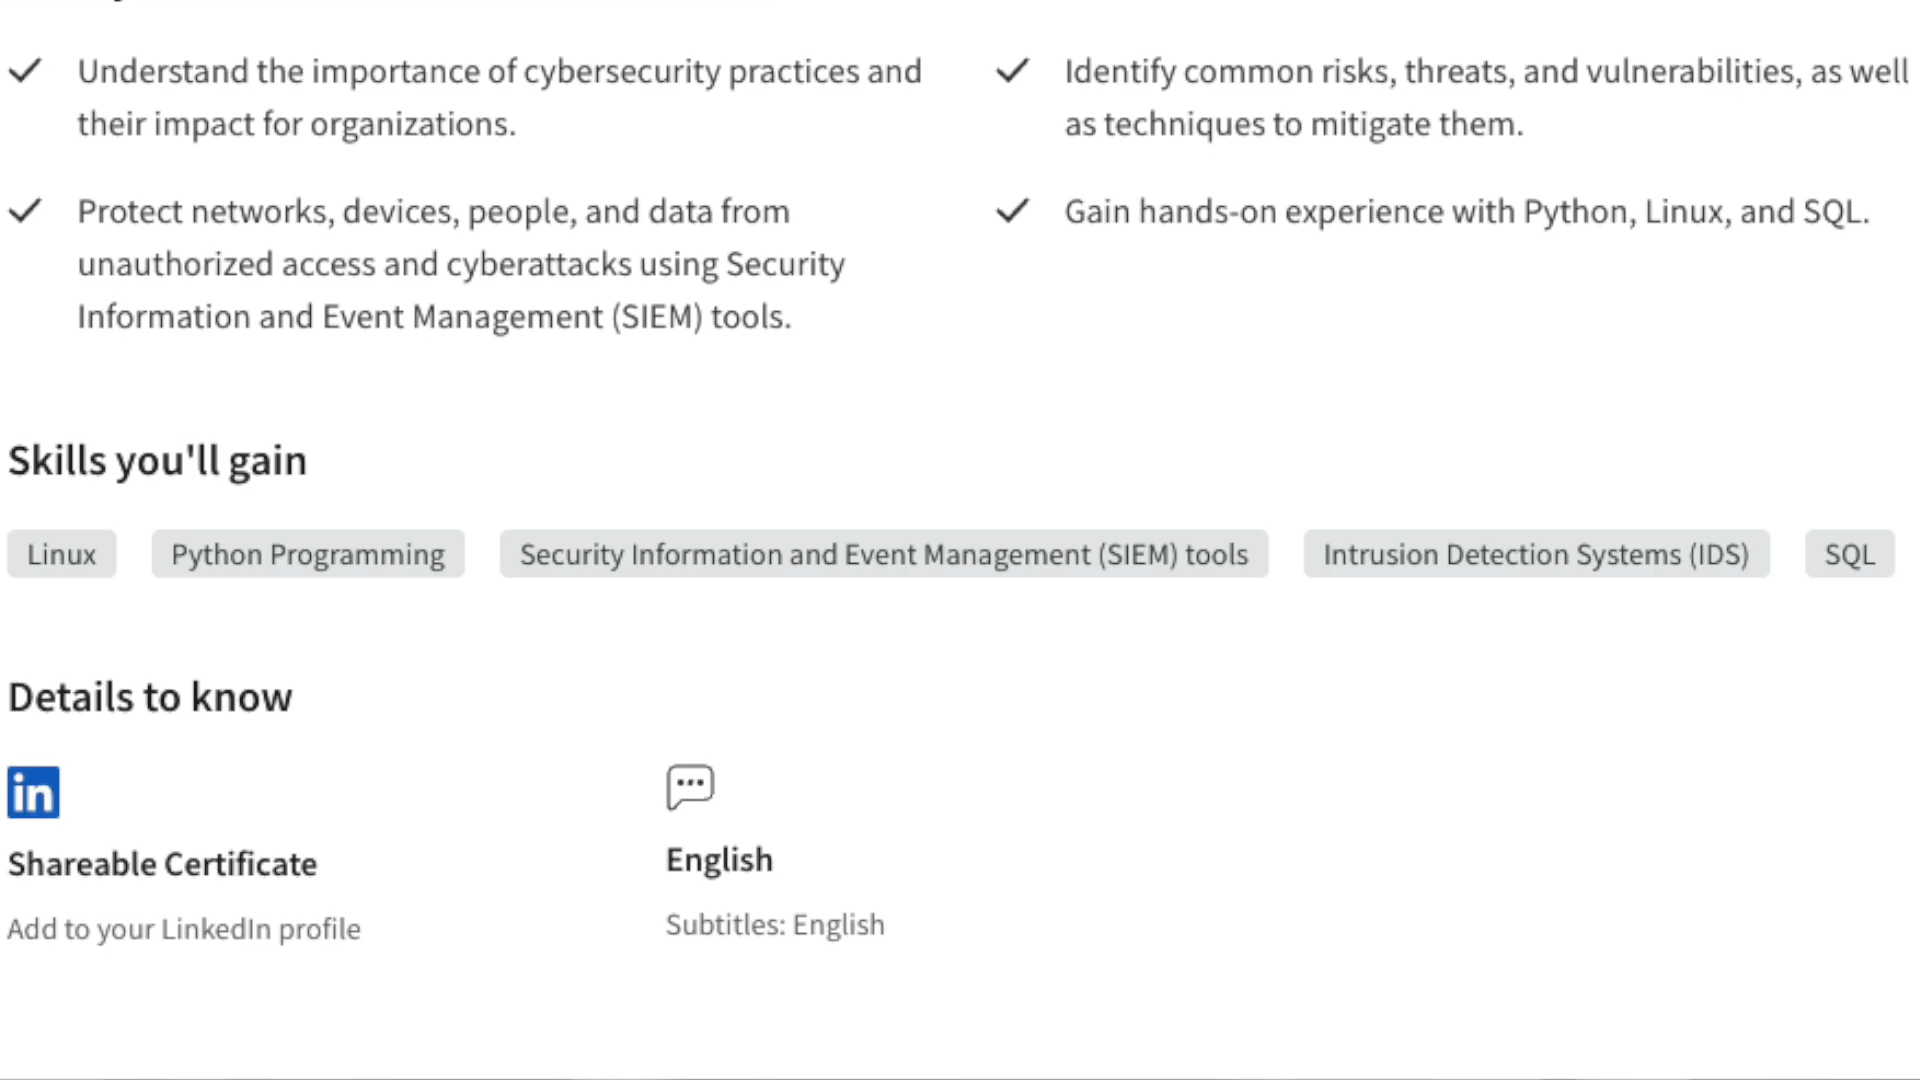 Understand the importance of cybersecurity practices and
their impact for organizations.
Identify common risks, threats, and vulnerabilities, as well
as techniques to mitigate them.
Protect networks, devices, people, and data from
unauthorized access and cyberattacks using Security
Information and Event Management (SIEM) tools.
Gain hands-on experience with Python, Linux, and SQL.
Skills you'll gain
Linux
Python Programming
Security Information and Event Management (SIEM) tools
Intrusion Detection Systems (IDS)
SQL
Details to know
in
Shareable Certificate
Add to your LinkedIn profile
English
Subtitles: English